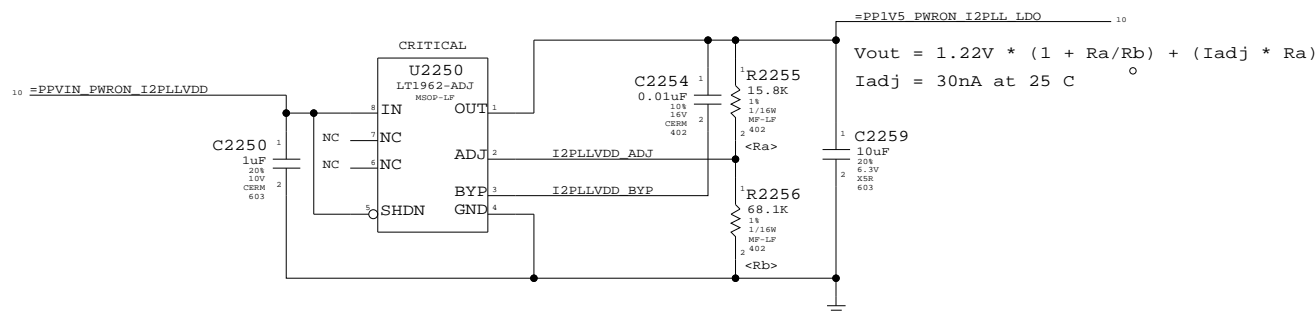 =PP1V5_PWRON_I2PLL_LDO 10
Vout = 1.22V * (1 + Ra/Rb) + (Iadj * Ra)
Iadj = 30nA at 25 C
o
10 =PPVIN_PWRON_I2PLLVDD
CRITICAL
U2250
LT1962-ADJ
MSOP-LF
8 IN
OUT 1
NC 7 NC
NC 6 NC
ADJ 2
I2PLLVDD_ADJ
BYP 3
I2PLLVDD_BYP
5 SHDN
GND 4
C2250
1
1uF
20%
10V
CERM
603
2
C2254
1
0.01uF
10%
16V
CERM
402
2
1
R2255
15.8K
1%
1/16W
MF-LF
402
2
<Ra>
1
R2256
68.1K
1%
1/16W
MF-LF
402
2
<Rb>
1
C2259
10uF
20%
6.3V
X5R
603
2